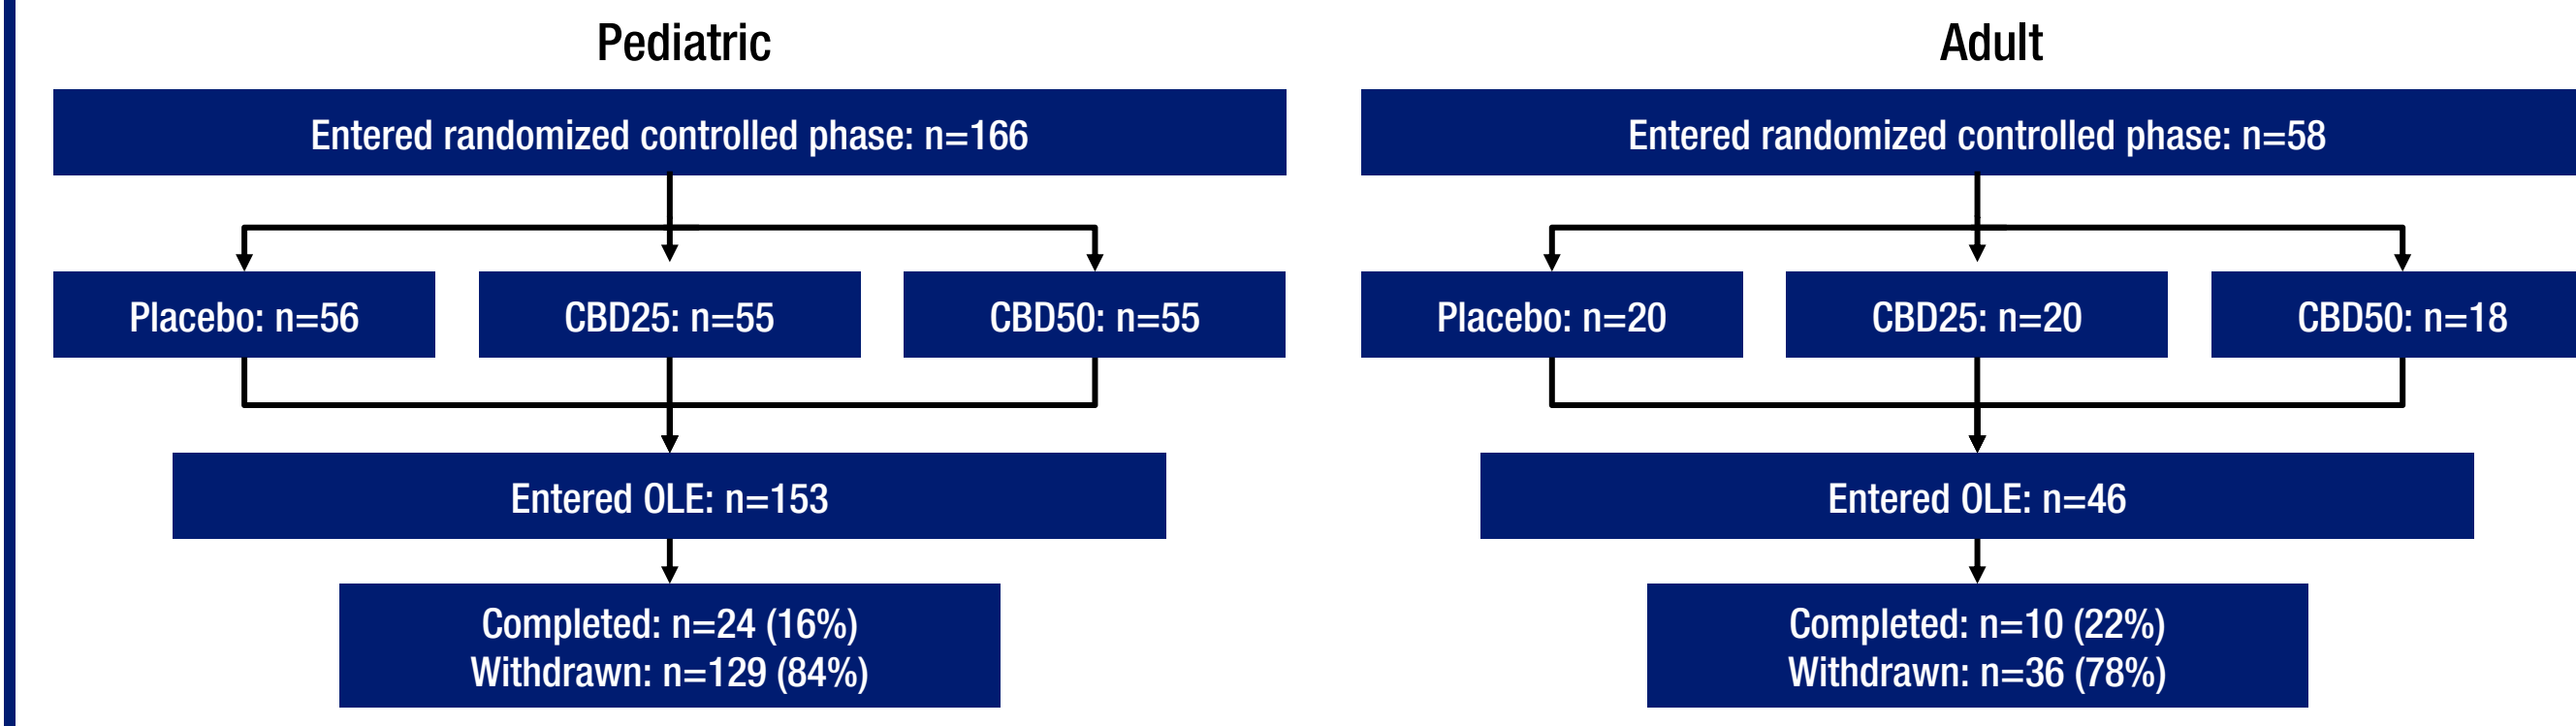 Pediatric
Entered randomized controlled phase: n=166
Placebo: n=56
CBD25: n=55
CBD50: n=55
Entered OLE: n=153
Completed: n=24 (16%)
Withdrawn: n=129 (84%)
Adult
Entered randomized controlled phase: n=58
Placebo: n=20
CBD25: n=20
CBD50: n=18
Entered OLE: n=46
Completed: n=10 (22%)
Withdrawn: n=36 (78%)